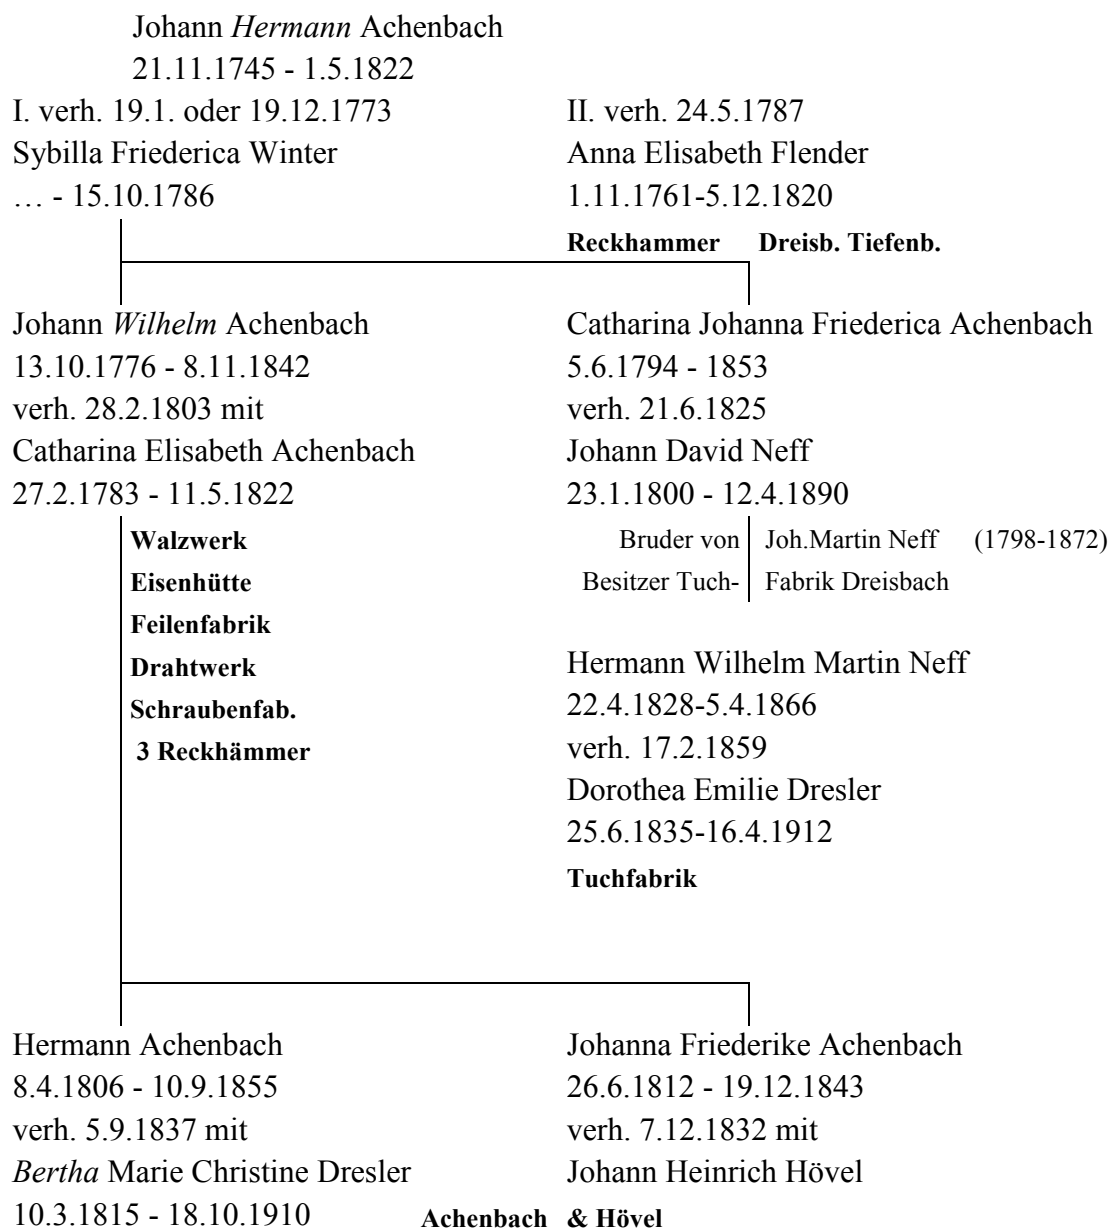 Johann Hermann Achenbach
21.11.1745 - 1.5.1822
I. verh. 19.1. oder 19.12.1773
Sybilla Friederica Winter
… - 15.10.1786
II. verh. 24.5.1787
Anna Elisabeth Flender
1.11.1761-5.12.1820
Reckhammer Dreisb. Tiefenb.
Johann Wilhelm Achenbach
13.10.1776 - 8.11.1842
verh. 28.2.1803 mit
Catharina Elisabeth Achenbach
27.2.1783 - 11.5.1822
Walzwerk
Eisenhütte
Feilenfabrik
Drahtwerk
Schraubenfab.
3 Reckhämmer
Catharina Johanna Friederica Achenbach
5.6.1794 - 1853
verh. 21.6.1825
Johann David Neff
23.1.1800 - 12.4.1890
Bruder von Joh.Martin Neff (1798-1872)
Besitzer Tuch- Fabrik Dreisbach
Hermann Wilhelm Martin Neff
22.4.1828-5.4.1866
verh. 17.2.1859
Dorothea Emilie Dresler
25.6.1835-16.4.1912
Tuchfabrik
Hermann Achenbach
8.4.1806 - 10.9.1855
verh. 5.9.1837 mit
Bertha Marie Christine Dresler
10.3.1815 - 18.10.1910
Johanna Friederike Achenbach
26.6.1812 - 19.12.1843
verh. 7.12.1832 mit
Johann Heinrich Hövel
Achenbach & Hövel